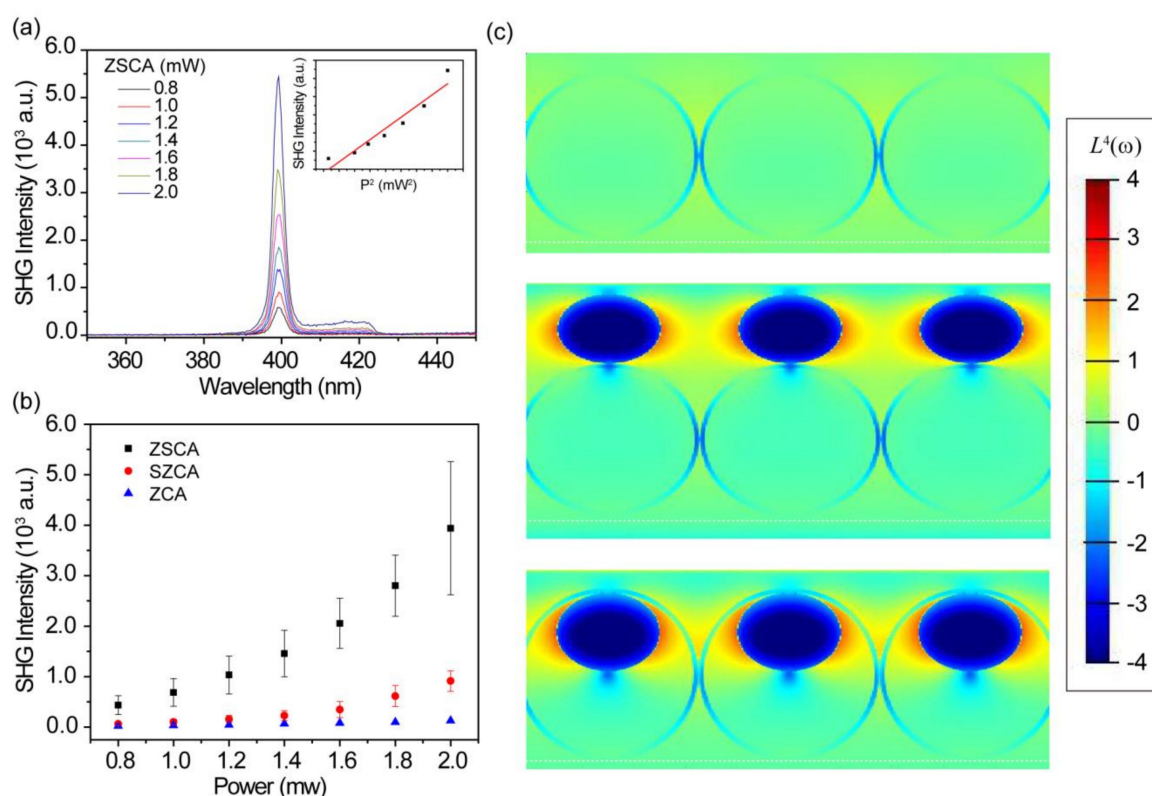 (a)
6.0
5.0
4.0
3.0
2.0
1.0
0.0
SHG Intensity (10³ a.u.)
ZSCA (mW)
0.8
1.0
1.2
1.4
1.6
1.8
2.0
SHG Intensity (a.u.)
P² (mW²)
360 380 400 420 440
Wavelength (nm)
(b)
6.0
5.0
4.0
3.0
2.0
1.0
0.0
SHG Intensity (10³ a.u.)
ZSCA
SZCA
ZCA
0.8 1.0 1.2 1.4 1.6 1.8 2.0
Power (mw)
(c)
L⁴(ω)
4
3
2
1
0
-1
-2
-3
-4